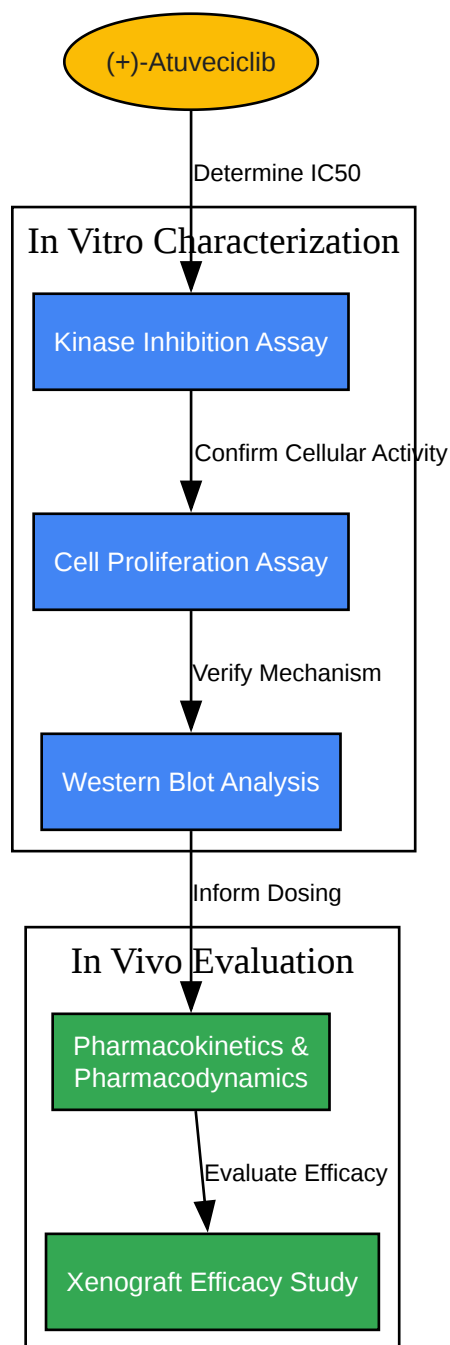 (+)-Atuveciclib
Determine IC50
In Vitro Characterization
Kinase Inhibition Assay
Confirm Cellular Activity
Cell Proliferation Assay
Verify Mechanism
Western Blot Analysis
Inform Dosing
In Vivo Evaluation
Pharmacokinetics &
Pharmacodynamics
Evaluate Efficacy
Xenograft Efficacy Study